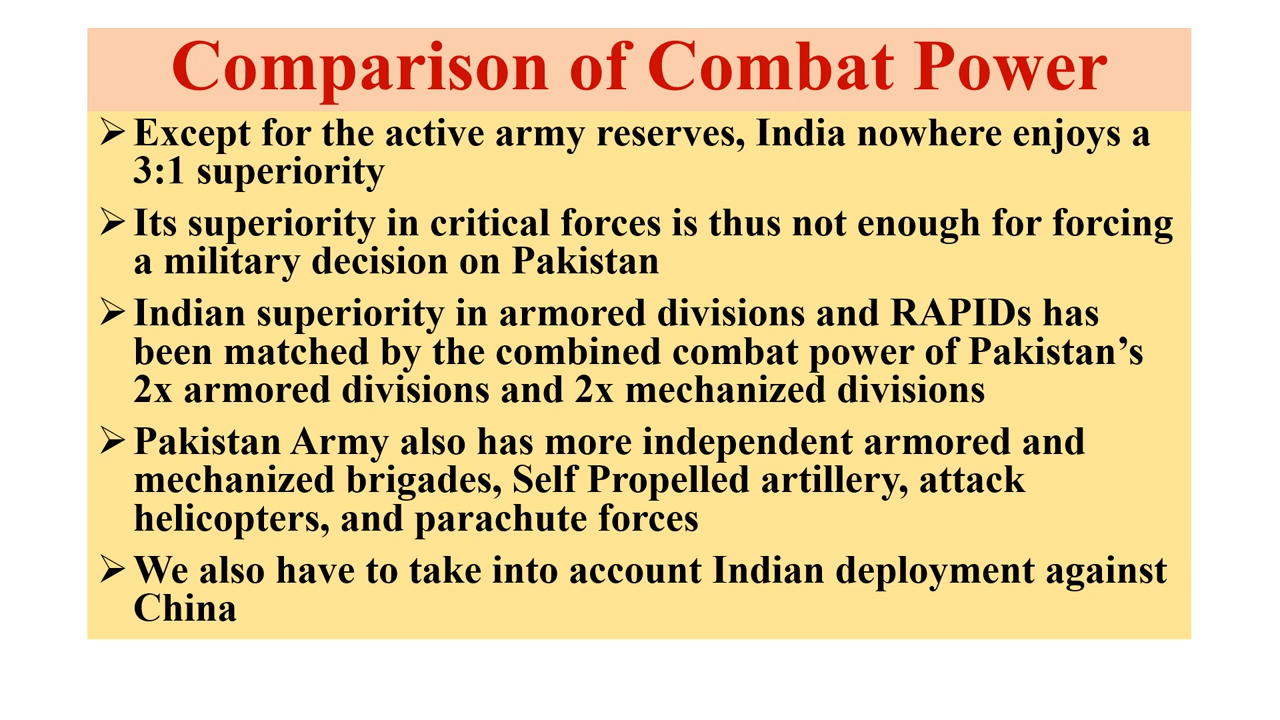 Comparison of Combat Power
➢ Except for the active army reserves, India nowhere enjoys a
3:1 superiority
➢ Its superiority in critical forces is thus not enough for forcing
a military decision on Pakistan
➢ Indian superiority in armored divisions and RAPIDs has
been matched by the combined combat power of Pakistan’s
2x armored divisions and 2x mechanized divisions
➢ Pakistan Army also has more independent armored and
mechanized brigades, Self Propelled artillery, attack
helicopters, and parachute forces
➢ We also have to take into account Indian deployment against
China